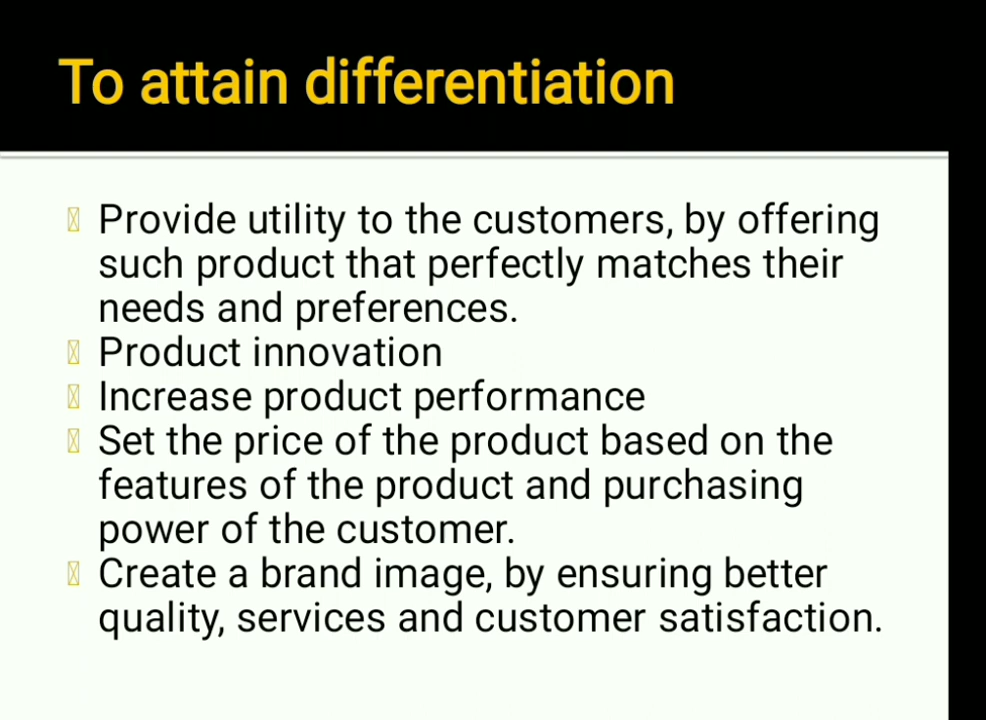 To attain differentiation
Provide utility to the customers, by offering
such product that perfectly matches their
needs and preferences.
Product innovation
Increase product performance
Set the price of the product based on the
features of the product and purchasing
power of the customer.
Create a brand image, by ensuring better
quality, services and customer satisfaction.